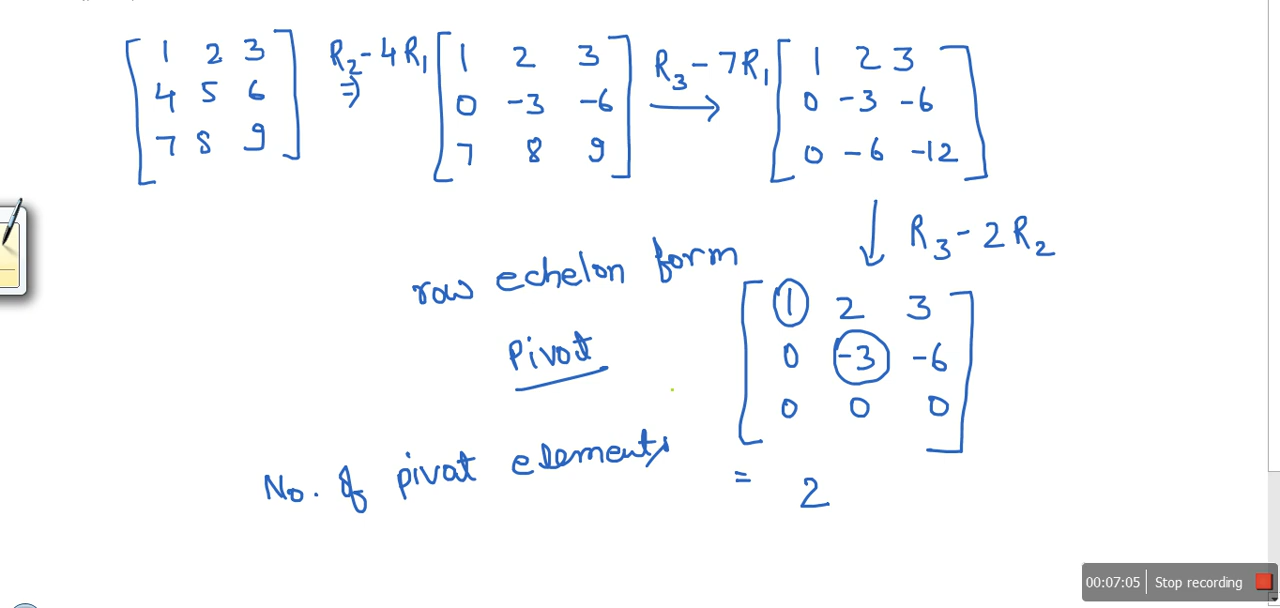 1 2 3 R2-4R1 1 2 3 R3-7R1 1 2 3
4 5 6 ⇒ 0 -3 -6 → 0 -3 -6
7 8 9 7 8 9 0 -6 -12
↓ R3-2R2
row echelon form
1 2 3
Pivot 0 -3 -6
0 0 0
No. of pivot elements = 2
00:07:05 Stop recording